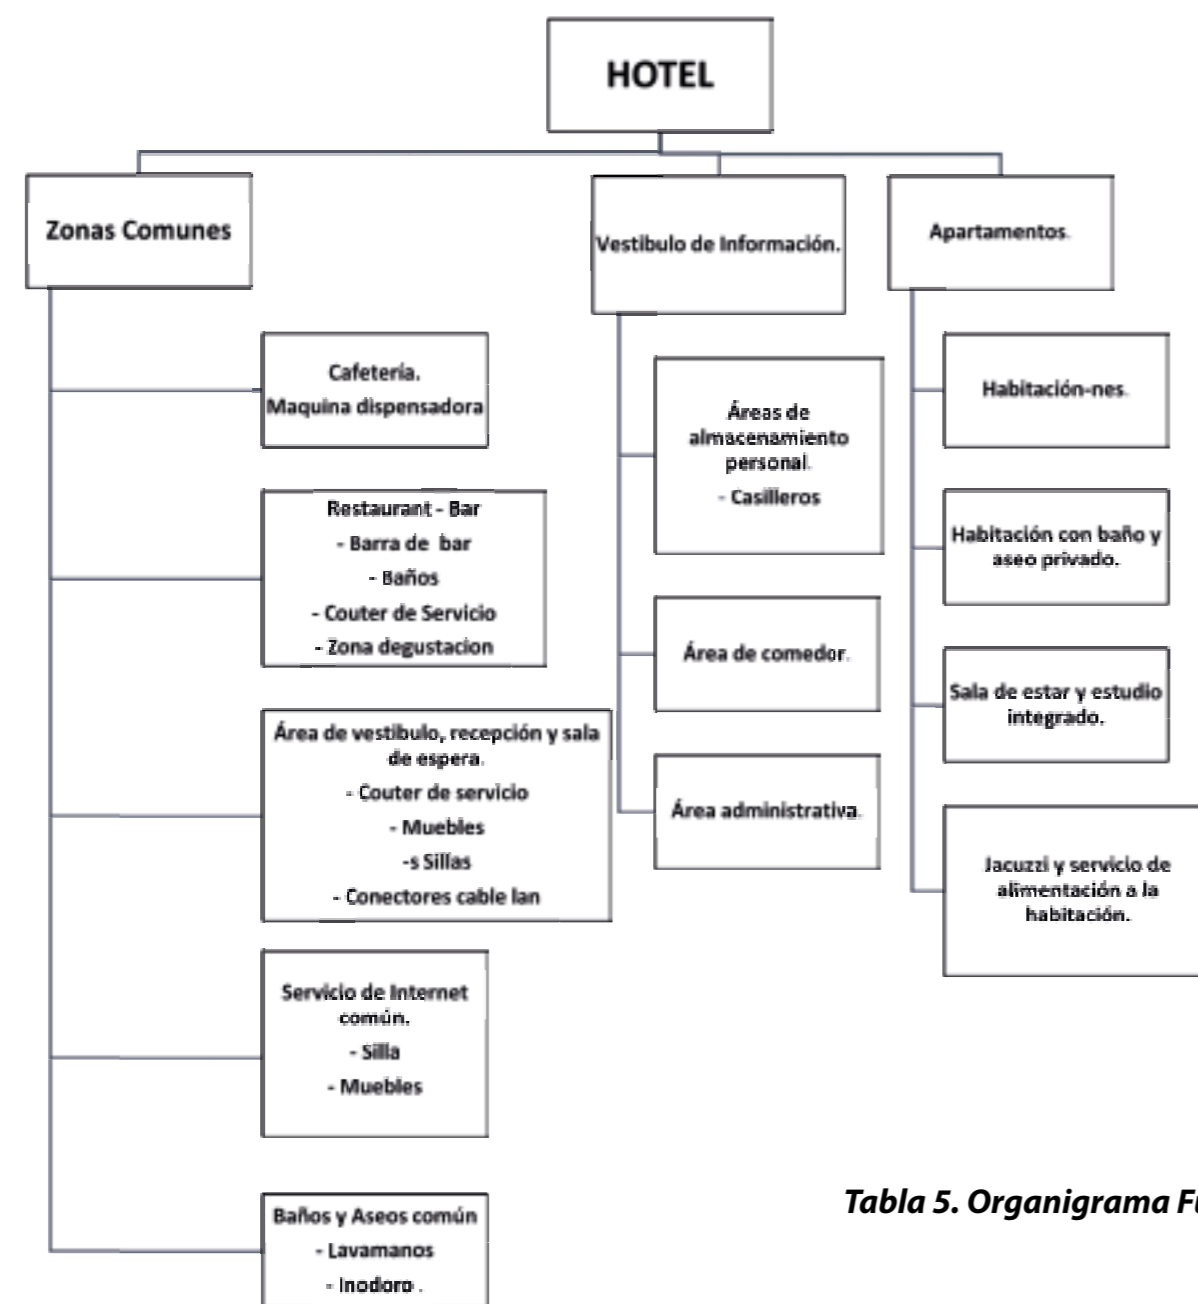 HOTEL
Zonas Comunes
Cafetería.
Maquina dispensadora
Restaurant - Bar
- Barra de bar
- Baños
- Couter de Servicio
- Zona degustacion
Área de vestibulo, recepción y sala
de espera.
- Couter de servicio
- Muebles
-s Sillas
- Conectores cable lan
Servicio de Internet
común.
- Silla
- Muebles
Baños y Aseos común
- Lavamanos
- Inodoro .
Vestibulo de Información.
Áreas de
almacenamiento
personal.
- Casilleros
Área de comedor.
Área administrativa.
Apartamentos.
Habitación-nes.
Habitación con baño y
aseo privado.
Sala de estar y estudio
integrado.
Jacuzzi y servicio de
alimentación a la
habitación.
Tabla 5. Organigrama